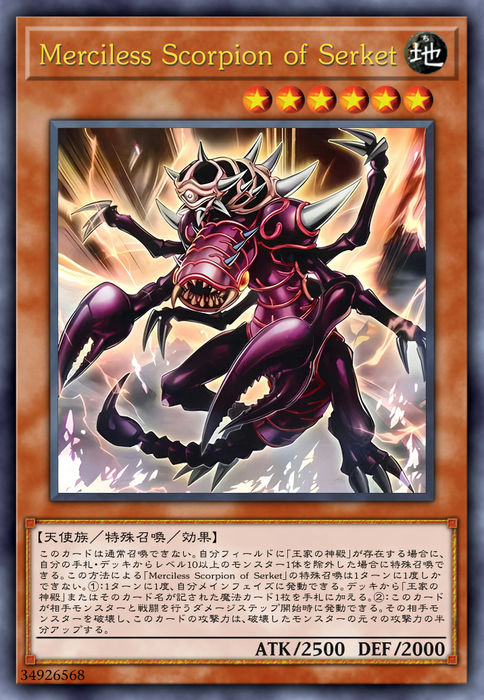 Merciless Scorpion of Serket
ち
地
【天使族／特殊召喚／効果】
このカードは通常召喚できない。自分フィールドに「王家の神殿」が存在する場合に、
自分の手札・デッキからレベル10以上のモンスター1体を除外した場合に特殊召喚で
きる。この方法による「Merciless Scorpion of Serket」の特殊召喚は1ターンに1度しか
できない。①：1ターンに1度、自分メインフェイズに発動できる。デッキから「王家の
神殿」またはそのカード名が記された魔法カード1枚を手札に加える。②：このカード
が相手モンスターと戦闘を行うダメージステップ開始時に発動できる。その相手モ
ンスターを破壊し、このカードの攻撃力は、破壊したモンスターの元々の攻撃力の半
分アップする。
ATK/2500 DEF/2000
34926568